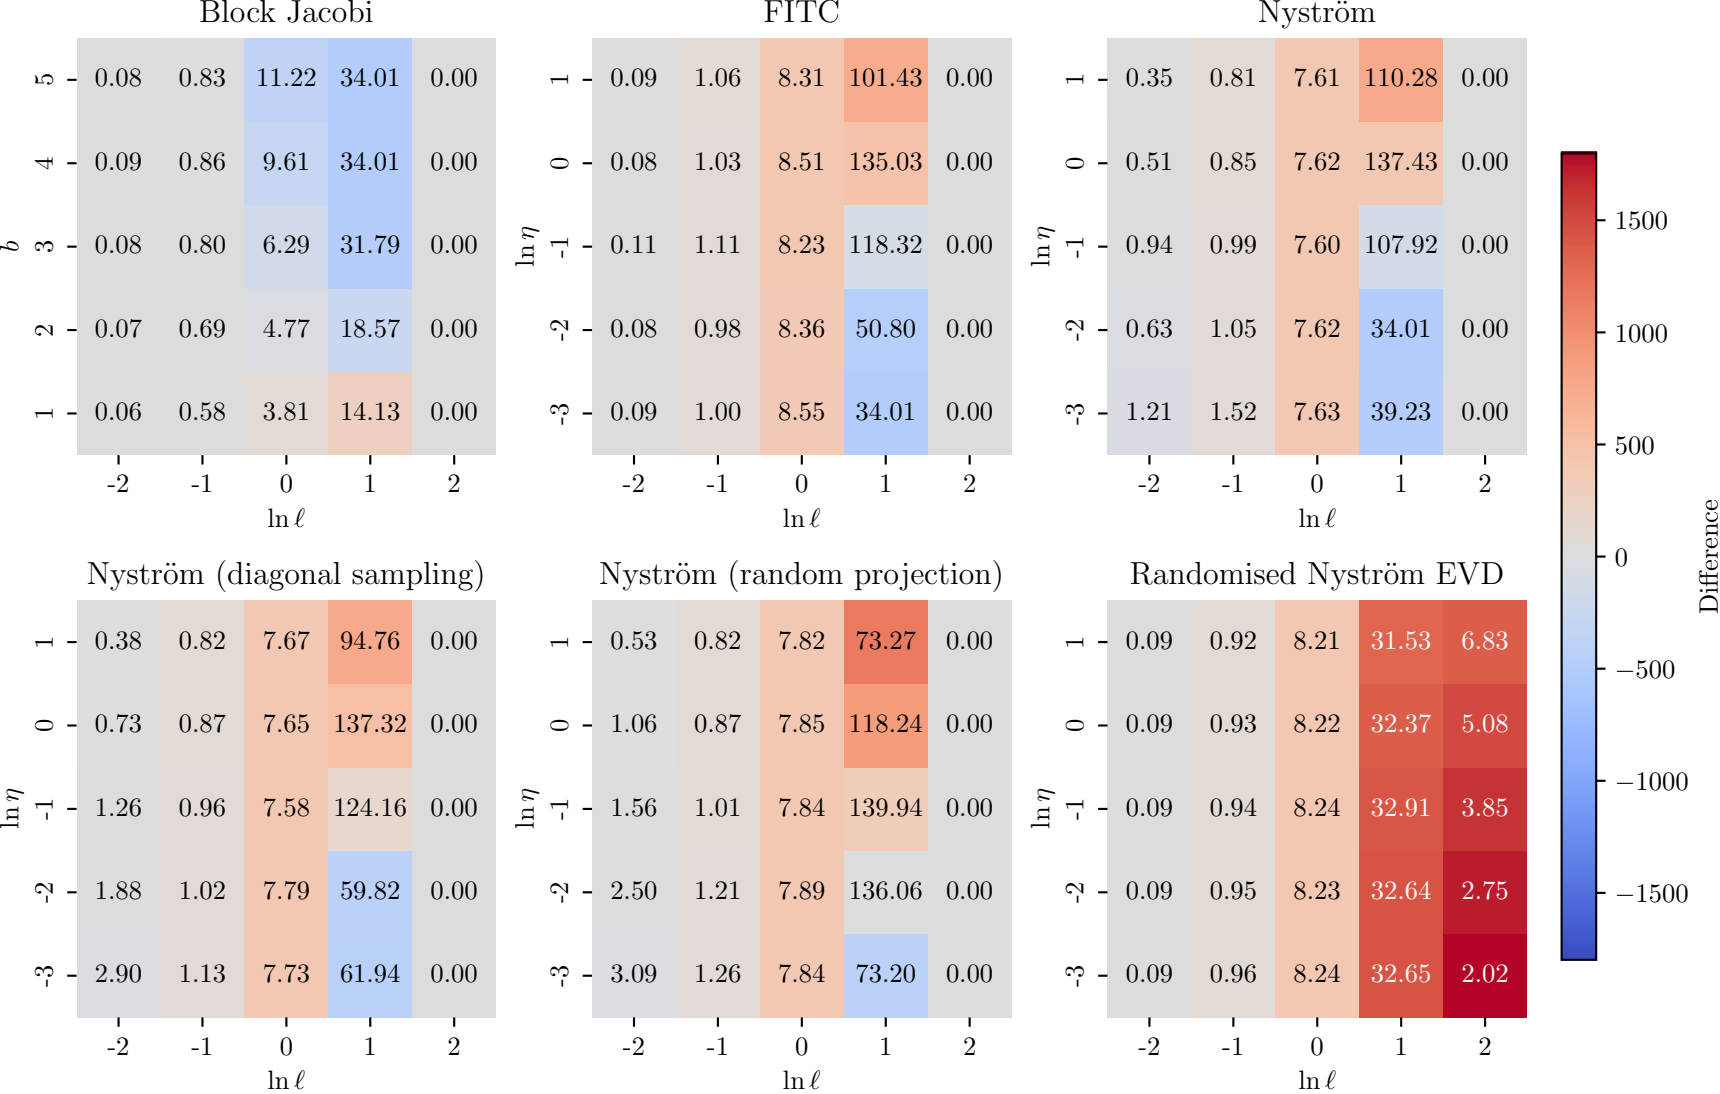 Block Jacobi
b
5 0.08 0.83 11.22 34.01 0.00
4 0.09 0.86 9.61 34.01 0.00
3 0.08 0.80 6.29 31.79 0.00
2 0.07 0.69 4.77 18.57 0.00
1 0.06 0.58 3.81 14.13 0.00
-2 -1 0 1 2
ln ℓ
FITC
ln η
1 0.09 1.06 8.31 101.43 0.00
0 0.08 1.03 8.51 135.03 0.00
-1 0.11 1.11 8.23 118.32 0.00
-2 0.08 0.98 8.36 50.80 0.00
-3 0.09 1.00 8.55 34.01 0.00
-2 -1 0 1 2
ln ℓ
Nyström
ln η
1 0.35 0.81 7.61 110.28 0.00
0 0.51 0.85 7.62 137.43 0.00
-1 0.94 0.99 7.60 107.92 0.00
-2 0.63 1.05 7.62 34.01 0.00
-3 1.21 1.52 7.63 39.23 0.00
-2 -1 0 1 2
ln ℓ
Nyström (diagonal sampling)
ln η
1 0.38 0.82 7.67 94.76 0.00
0 0.73 0.87 7.65 137.32 0.00
-1 1.26 0.96 7.58 124.16 0.00
-2 1.88 1.02 7.79 59.82 0.00
-3 2.90 1.13 7.73 61.94 0.00
-2 -1 0 1 2
ln ℓ
Nyström (random projection)
ln η
1 0.53 0.82 7.82 73.27 0.00
0 1.06 0.87 7.85 118.24 0.00
-1 1.56 1.01 7.84 139.94 0.00
-2 2.50 1.21 7.89 136.06 0.00
-3 3.09 1.26 7.84 73.20 0.00
-2 -1 0 1 2
ln ℓ
Randomised Nyström EVD
ln η
1 0.09 0.92 8.21 31.53 6.83
0 0.09 0.93 8.22 32.37 5.08
-1 0.09 0.94 8.24 32.91 3.85
-2 0.09 0.95 8.23 32.64 2.75
-3 0.09 0.96 8.24 32.65 2.02
-2 -1 0 1 2
ln ℓ
1500
1000
500
0
−500
−1000
−1500
Difference